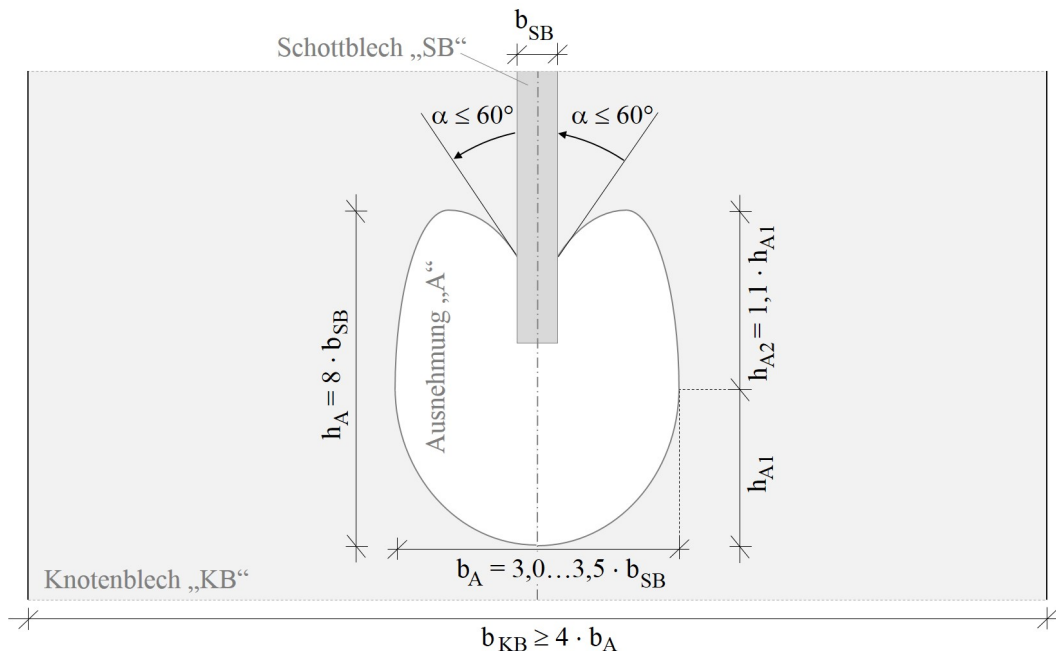 b_SB
Schottblech „SB“
α ≤ 60°
α ≤ 60°
h_A = 8 · b_SB
Ausnehmung „A“
h_A2 = 1,1 · h_A1
h_A1
b_A = 3,0…3,5 · b_SB
Knotenblech „KB“
b_KB ≥ 4 · b_A